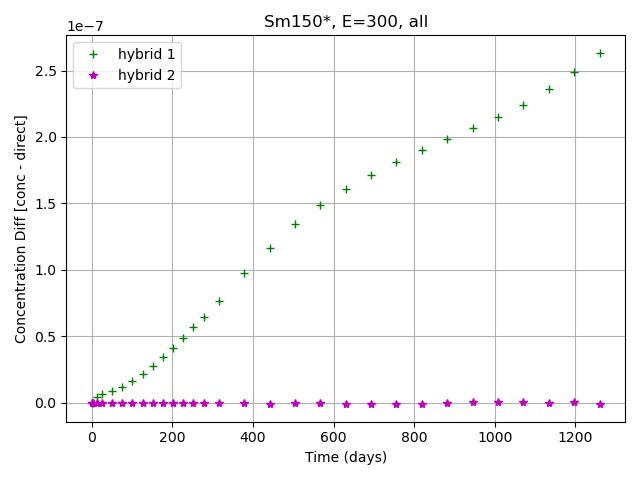 Sm150*, E=300, all
1e−7
hybrid 1
hybrid 2
2.5
2.0
1.5
1.0
0.5
0.0
Concentration Diff [conc - direct]
0
200
400
600
800
1000
1200
Time (days)